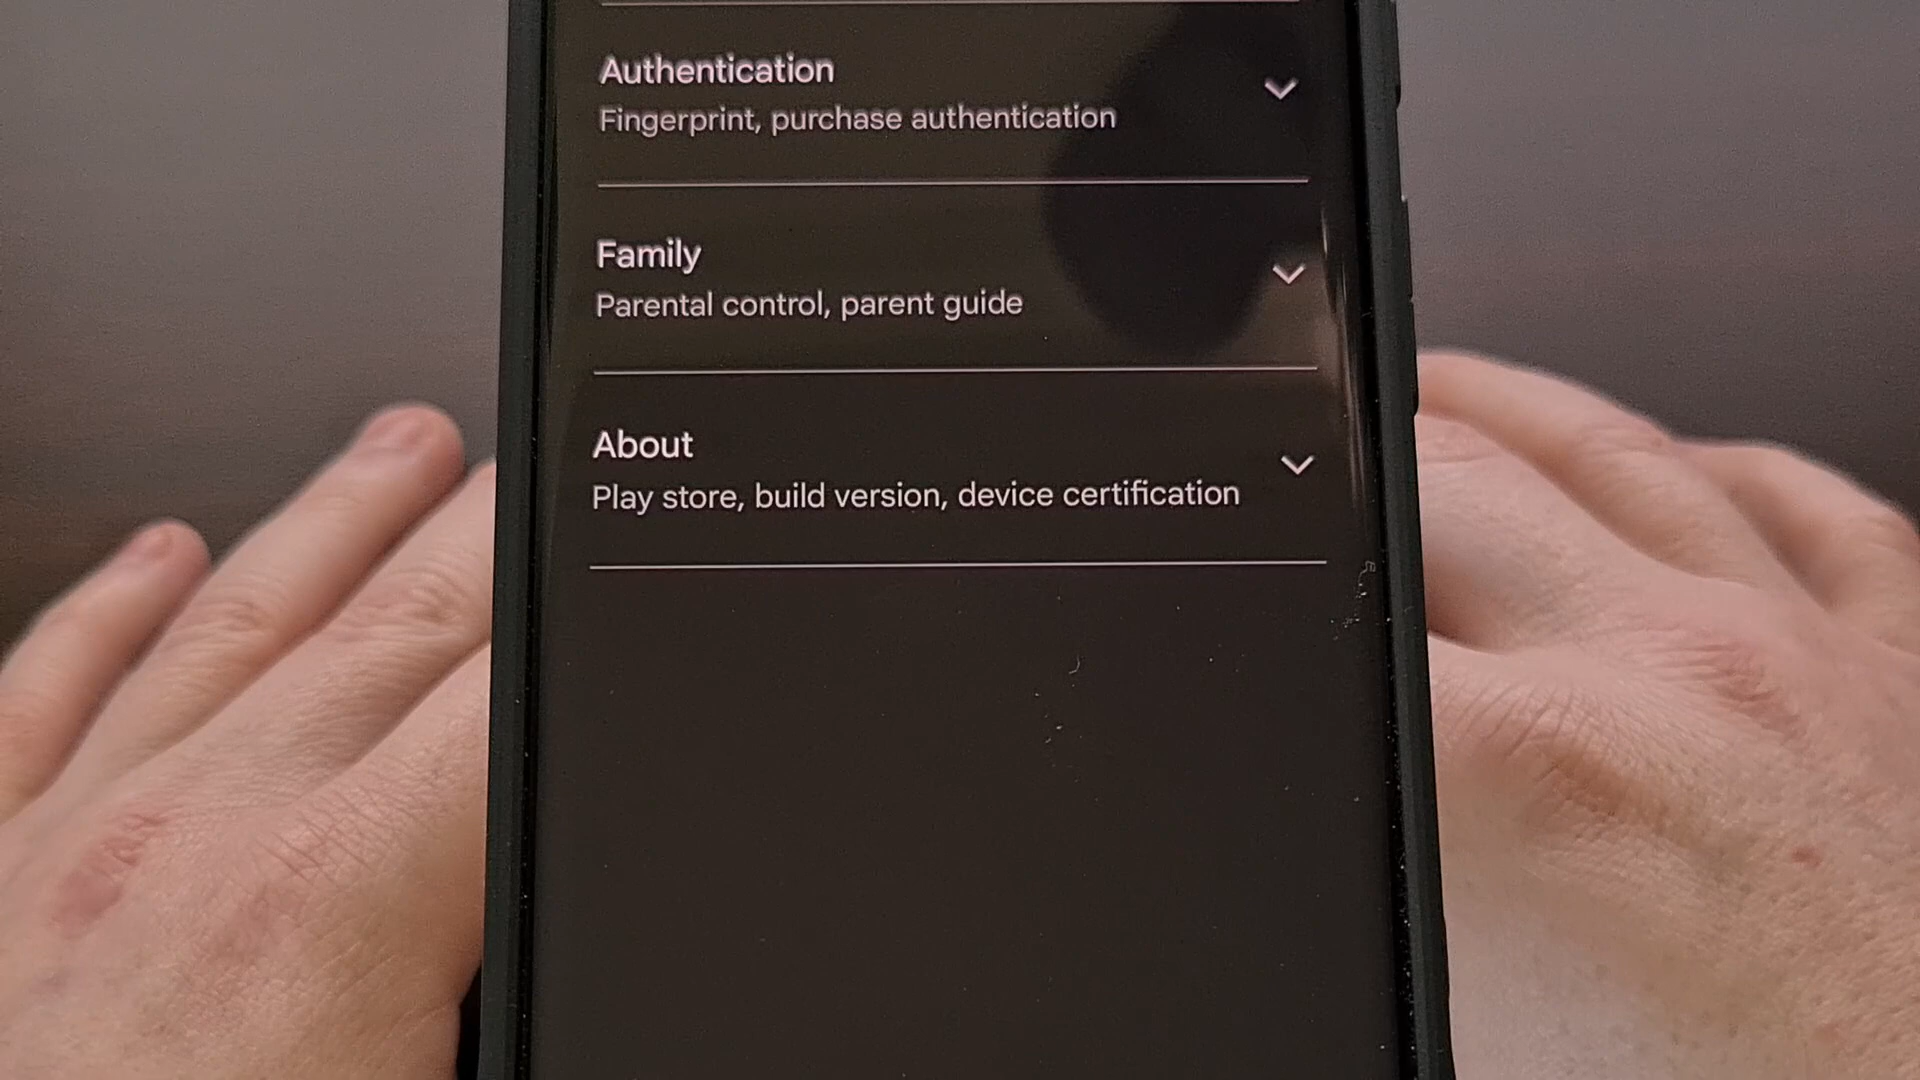 Authentication
Fingerprint, purchase authentication
Family
Parental control, parent guide
About
Play store, build version, device certification